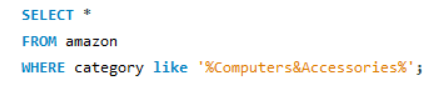 SELECT *
FROM amazon
WHERE category like '%Computers&Accessories%';